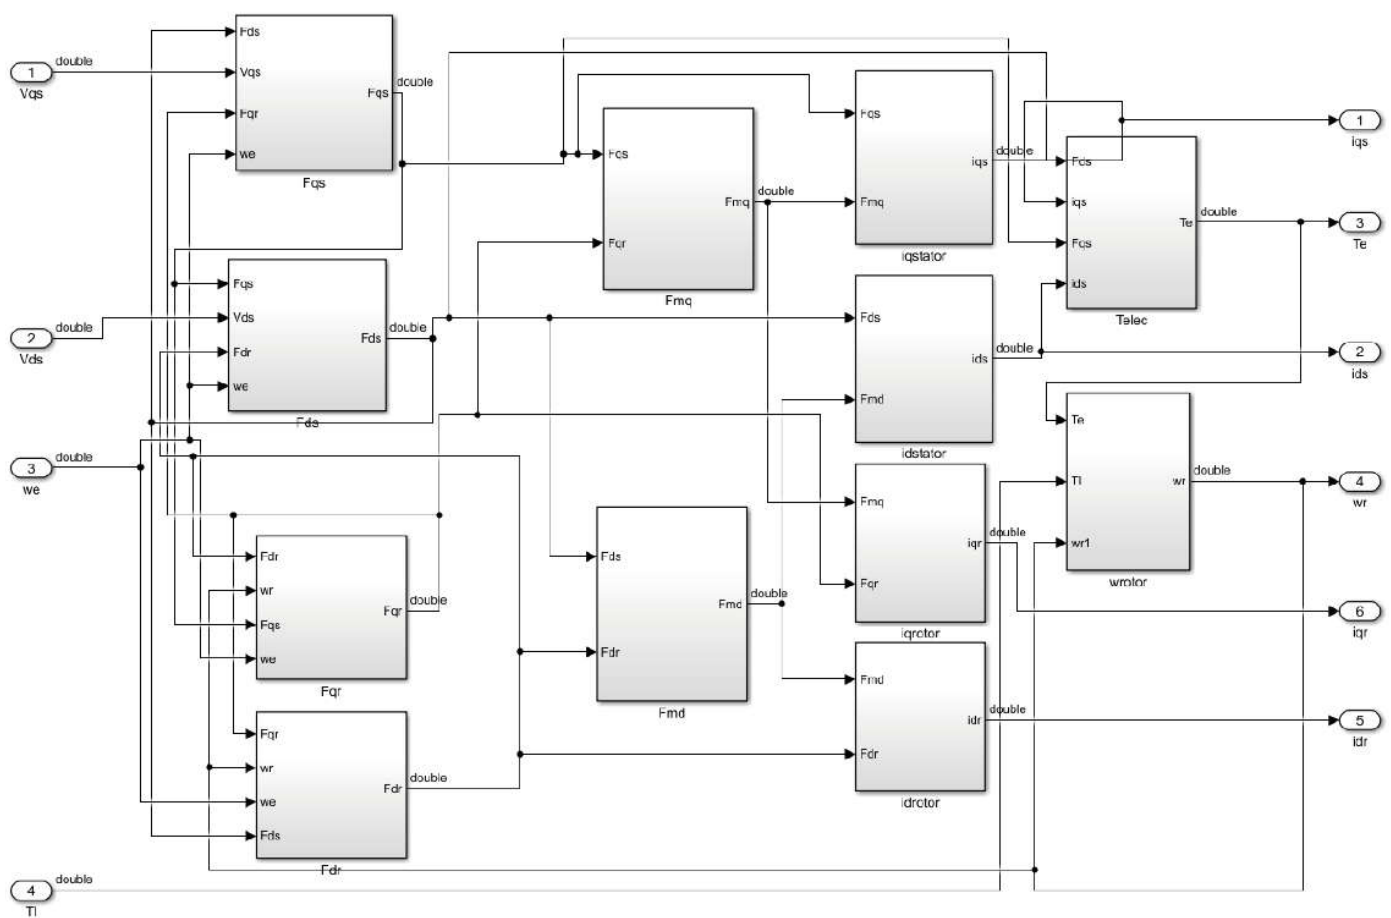 1
Vqs
double
2
Vds
double
3
we
double
4
Tl
double
Fds
Vqs
Fqr
we
Fqs
double
Fqs
Fqs
Vds
Fdr
we
Fds
double
Fds
Fdr
wr
Fqs
we
Fqr
double
Fqr
Fqr
wr
we
Fds
Fdr
double
Fdr
Fqs
Fqr
Fmq
double
Fmq
Fds
Fdr
Fmd
double
Fmd
Fqs
Fmq
iqs
double
iqstator
Fds
Fmd
ids
double
idstator
Fmq
Fqr
iqr
double
iqrotor
Fmd
Fdr
idr
double
idrotor
Fds
iqs
Fqs
ids
Te
double
Telec
Te
Tl
wr1
wr
double
wrotor
1
iqs
3
Te
2
ids
4
wr
6
iqr
5
idr